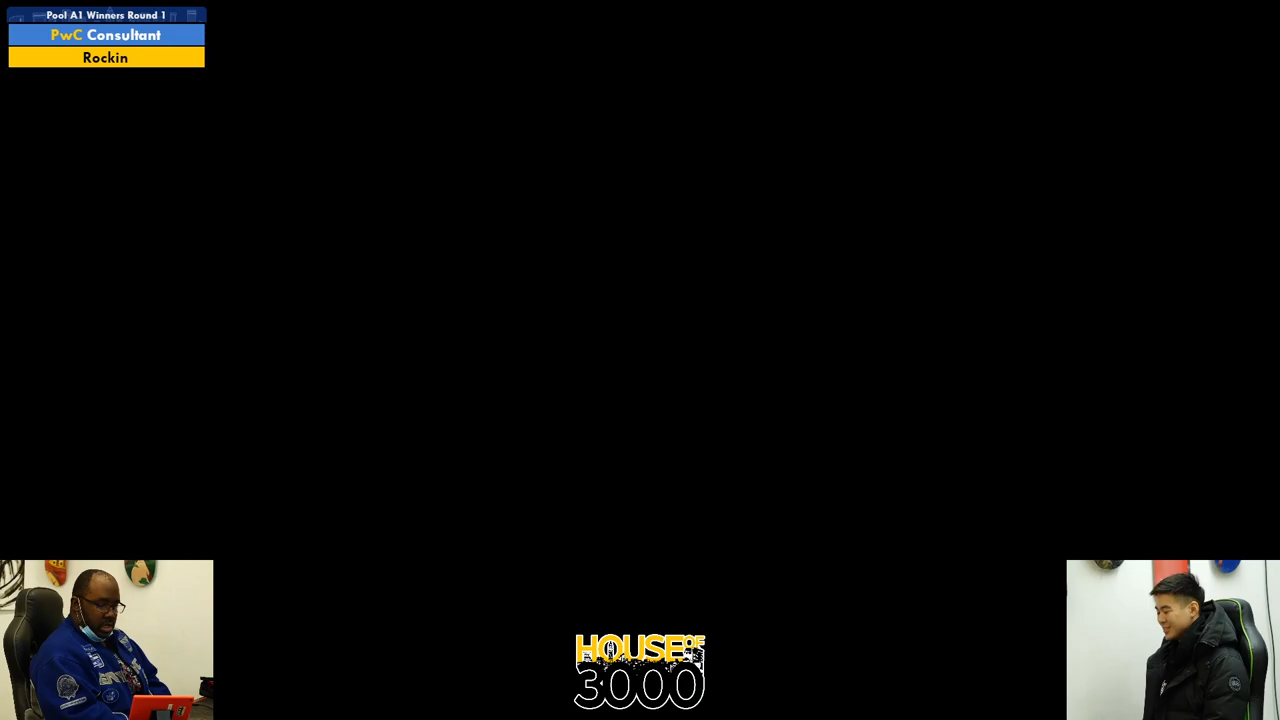 Pool A1 Winners Round 1
PwC Consultant
Rockin
HOUSE OF
3000